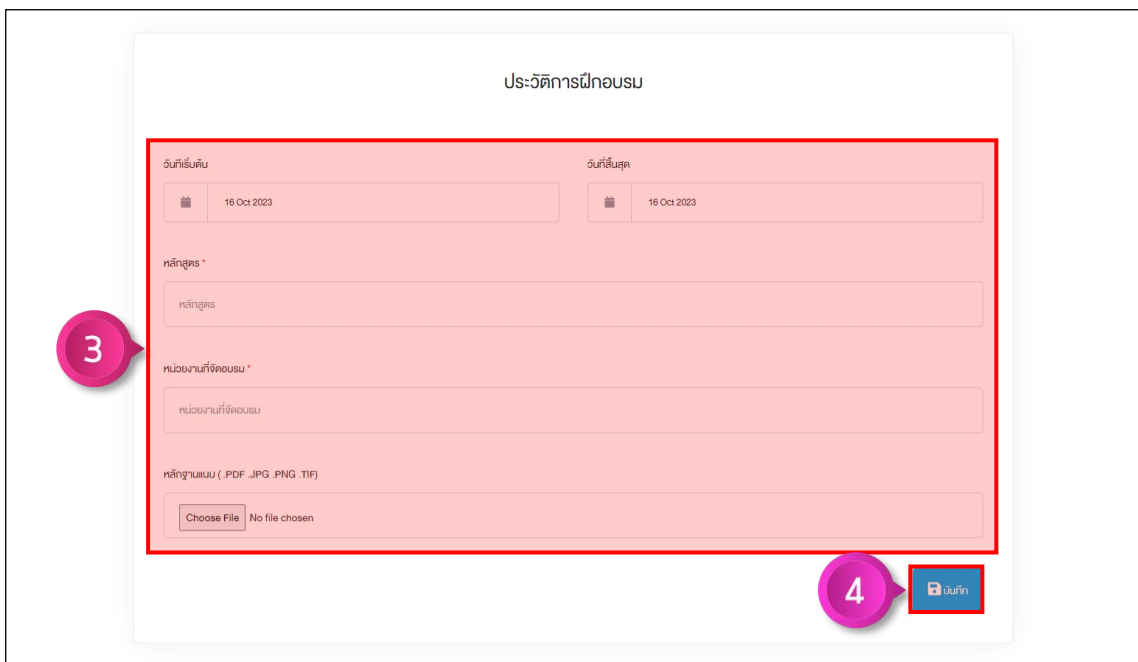 ประวัติการฝึกอบรม
วันที่เริ่มต้น
วันที่สิ้นสุด
16 Oct 2023
16 Oct 2023
หลักสูตร *
หลักสูตร
3
หน่วยงานที่จัดอบรม *
หน่วยงานที่จัดอบรม
หลักฐานแนบ ( .PDF .JPG .PNG .TIF)
Choose File No file chosen
4
บันทึก